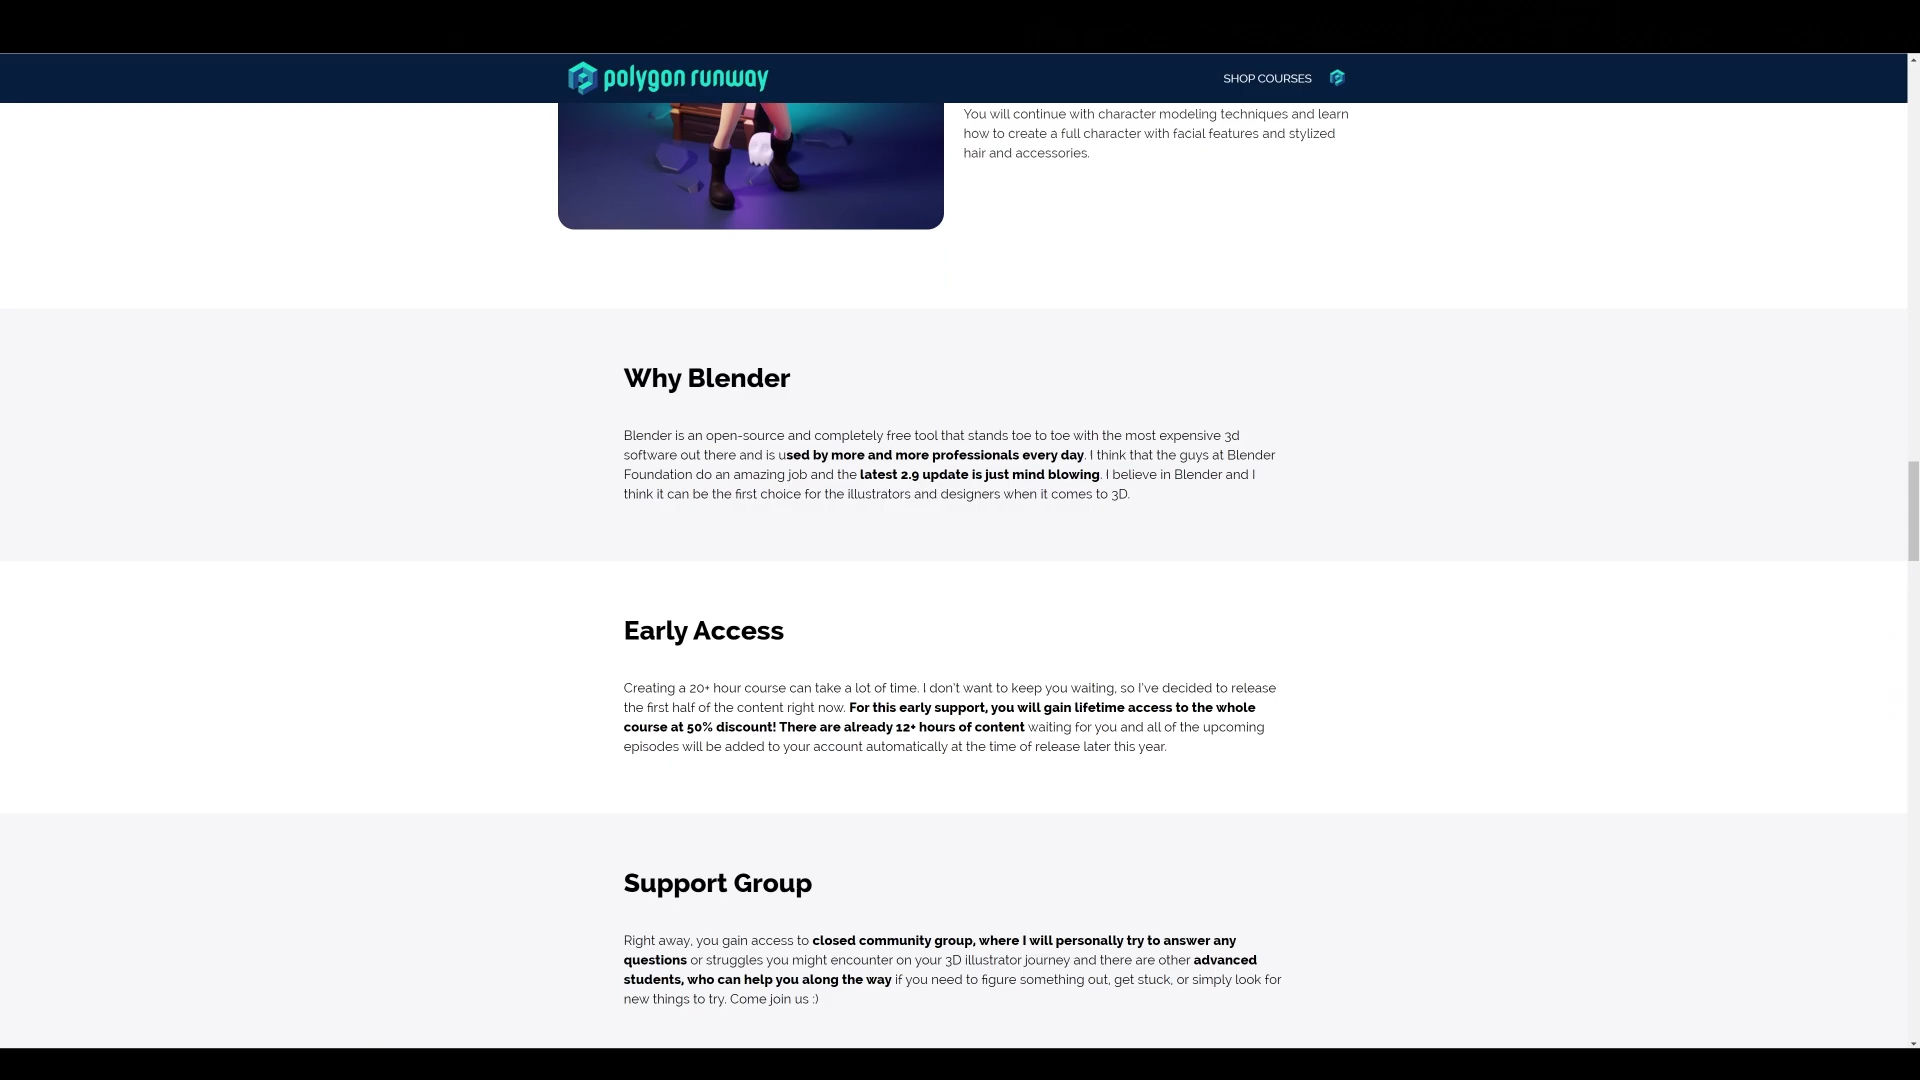 polygon runway
SHOP COURSES
You will continue with character modeling techniques and learn
how to create a full character with facial features and stylized
hair and accessories.
Why Blender
Blender is an open-source and completely free tool that stands toe to toe with the most expensive 3d
software out there and is used by more and more professionals every day. I think that the guys at Blender
Foundation do an amazing job and the latest 2.9 update is just mind blowing. I believe in Blender and I
think it can be the first choice for the illustrators and designers when it comes to 3D.
Early Access
Creating a 20+ hour course can take a lot of time. I don't want to keep you waiting, so I've decided to release
the first half of the content right now. For this early support, you will gain lifetime access to the whole
course at 50% discount! There are already 12+ hours of content waiting for you and all of the upcoming
episodes will be added to your account automatically at the time of release later this year.
Support Group
Right away, you gain access to closed community group, where I will personally try to answer any
questions or struggles you might encounter on your 3D illustrator journey and there are other advanced
students, who can help you along the way if you need to figure something out, get stuck, or simply look for
new things to try. Come join us :)